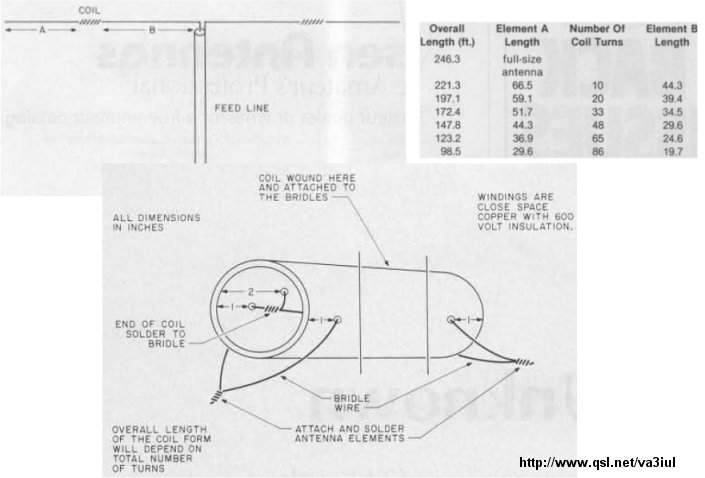 COIL
A
B
FEED LINE
Overall Length (ft.) Element A Length Number Of Coil Turns Element B Length
246.3 full-size antenna
221.3 66.5 10 44.3
197.1 59.1 20 39.4
172.4 51.7 33 34.5
147.8 44.3 48 29.6
123.2 36.9 65 24.6
98.5 29.6 86 19.7
COIL WOUND HERE
AND ATTACHED TO
THE BRIDLES
WINDINGS ARE
CLOSE SPACE
COPPER WITH 600
VOLT INSULATION.
ALL DIMENSIONS
IN INCHES
2
1
1
1
END OF COIL
SOLDER TO
BRIDLE
BRIDLE
WIRE
ATTACH AND SOLDER
ANTENNA ELEMENTS
OVERALL LENGTH
OF THE COIL FORM
WILL DEPEND ON
TOTAL NUMBER
OF TURNS
http://www.qsl.net/va3iul